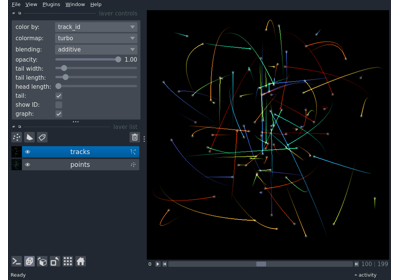 File View Plugins Window Help
layer controls
color by: track_id
colormap: turbo
blending: additive
opacity: 1.00
tail width:
tail length:
head length:
tail:
show ID:
graph:
layer list
tracks
points
100 199
Ready
activity